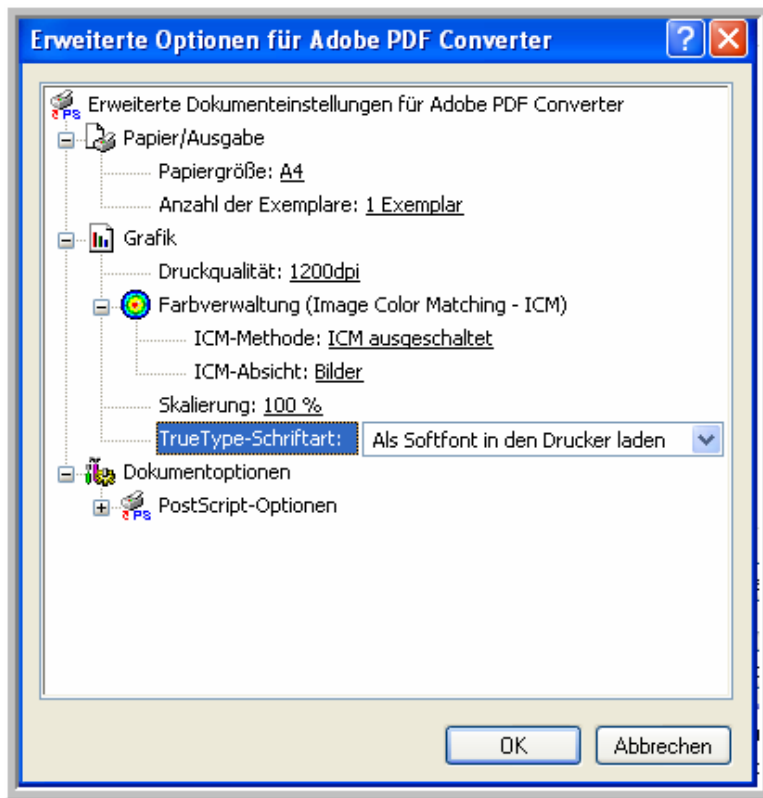 Erweiterte Optionen für Adobe PDF Converter
Erweiterte Dokumenteinstellungen für Adobe PDF Converter
Papier/Ausgabe
Papiergröße: A4
Anzahl der Exemplare: 1 Exemplar
Grafik
Druckqualität: 1200dpi
Farbverwaltung (Image Color Matching - ICM)
ICM-Methode: ICM ausgeschaltet
ICM-Absicht: Bilder
Skalierung: 100 %
TrueType-Schriftart: Als Softfont in den Drucker laden
Dokumentoptionen
PostScript-Optionen
OK Abbrechen